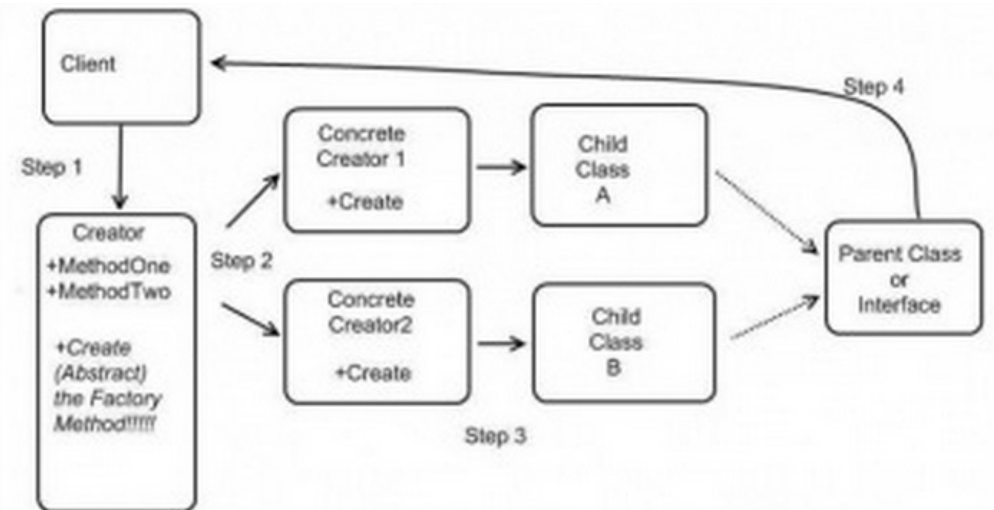 Client
Step 4
Step 1
Concrete
Creator 1
+Create
Child
Class
A
Creator
+MethodOne
+MethodTwo
+Create
(Abstract)
the Factory
Method!!!!!!
Step 2
Concrete
Creator2
+Create
Child
Class
B
Parent Class
or
Interface
Step 3